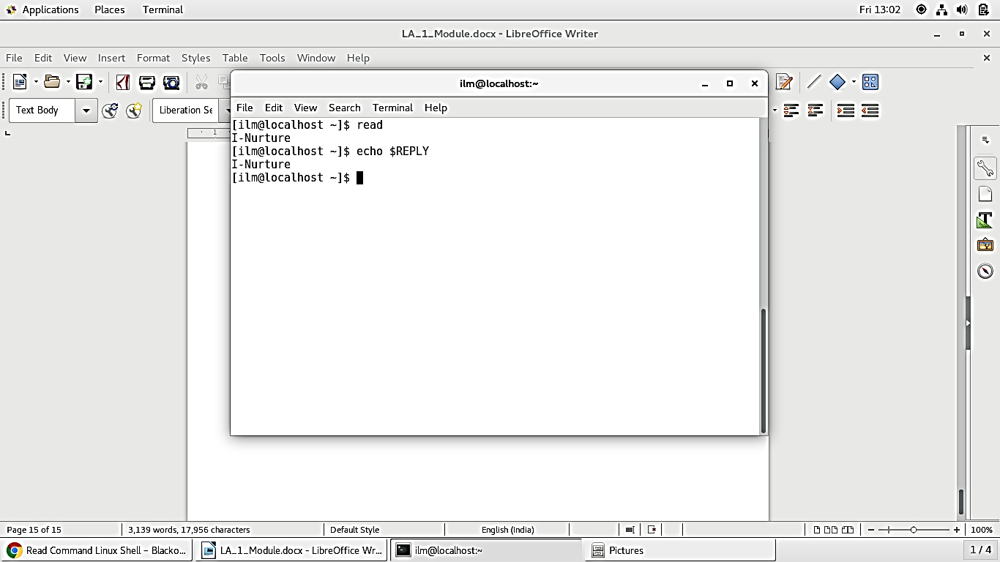 Applications Places Terminal Fri 13:02
LA_1_Module.docx - LibreOffice Writer
File Edit View Insert Format Styles Table Tools Window Help
ilm@localhost:~
Text Body Liberation Se
File Edit View Search Terminal Help
[ilm@localhost ~]$ read
I-Nurture
[ilm@localhost ~]$ echo $REPLY
I-Nurture
[ilm@localhost ~]$
1
Page 15 of 15 3,139 words, 17,956 characters Default Style English (India) 100%
Read Command Linux Shell – Blacko... LA_1_Module.docx - LibreOffice Wr... ilm@localhost:~ Pictures 1 / 4